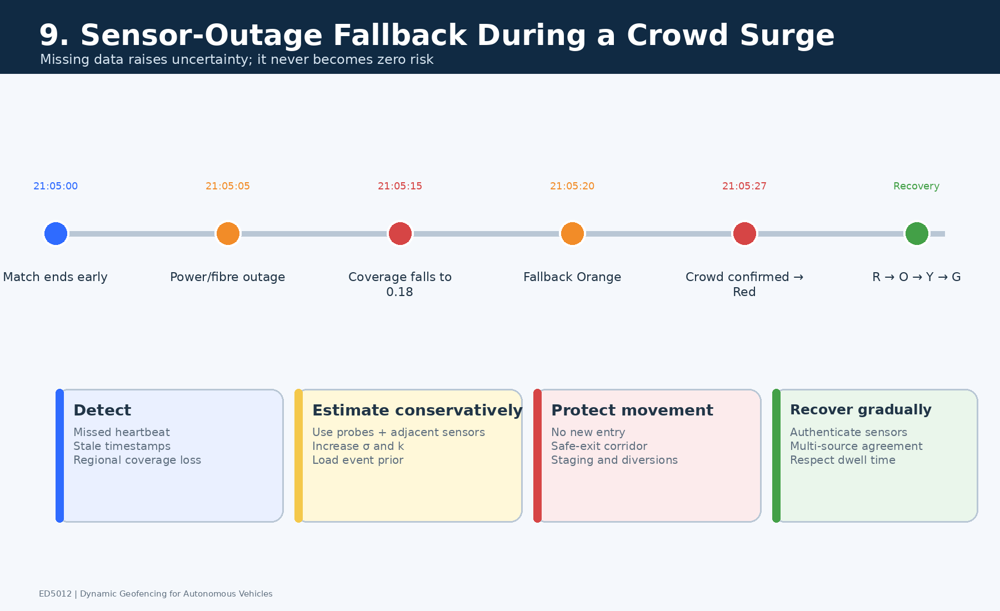 9. Sensor-Outage Fallback During a Crowd Surge
Missing data raises uncertainty; it never becomes zero risk
21:05:00
21:05:05
21:05:15
21:05:20
21:05:27
Recovery
Match ends early
Power/fibre outage
Coverage falls to
0.18
Fallback Orange
Crowd confirmed →
Red
R → O → Y → G
Detect
Missed heartbeat
Stale timestamps
Regional coverage loss
Estimate conservatively
Use probes + adjacent sensors
Increase σ and k
Load event prior
Protect movement
No new entry
Safe-exit corridor
Staging and diversions
Recover gradually
Authenticate sensors
Multi-source agreement
Respect dwell time
ED5012 | Dynamic Geofencing for Autonomous Vehicles